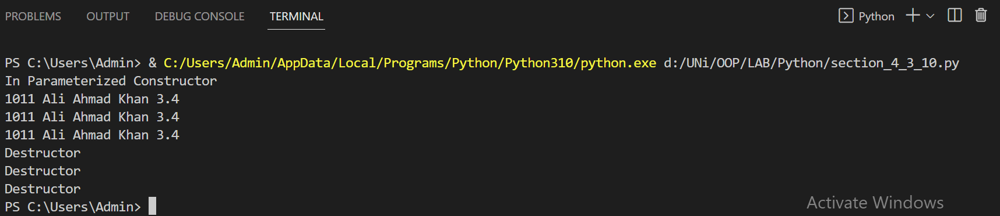 PROBLEMS OUTPUT DEBUG CONSOLE TERMINAL Python
PS C:\Users\Admin> & C:/Users/Admin/AppData/Local/Programs/Python/Python310/python.exe d:/UNi/OOP/LAB/Python/section_4_3_10.py
In Parameterized Constructor
1011 Ali Ahmad Khan 3.4
1011 Ali Ahmad Khan 3.4
1011 Ali Ahmad Khan 3.4
Destructor
Destructor
Destructor
PS C:\Users\Admin>
Activate Windows